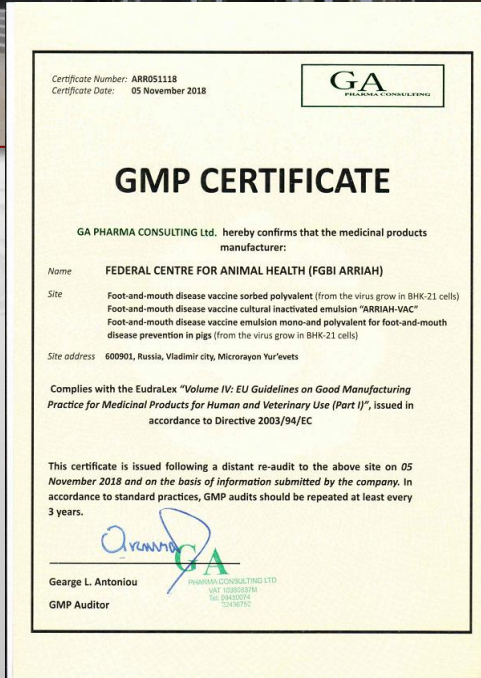 Certificate Number: ARR051118
Certificate Date: 05 November 2018
GA
PHARMA CONSULTING
GMP CERTIFICATE
GA PHARMA CONSULTING Ltd. hereby confirms that the medicinal products
manufacturer:
Name FEDERAL CENTRE FOR ANIMAL HEALTH (FGBI ARRIAH)
Site Foot-and-mouth disease vaccine sorbed polyvalent (from the virus grow in BHK-21 cells)
Foot-and-mouth disease vaccine cultural inactivated emulsion "ARRIAH-VAC"
Foot-and-mouth disease vaccine emulsion mono-and polyvalent for foot-and-mouth
disease prevention in pigs (from the virus grow in BHK-21 cells)
Site address 600901, Russia, Vladimir city, Microrayon Yur'evets
Complies with the EudraLex "Volume IV: EU Guidelines on Good Manufacturing
Practice for Medicinal Products for Human and Veterinary Use (Part I)", issued in
accordance to Directive 2003/94/EC
This certificate is issued following a distant re-audit to the above site on 05
November 2018 and on the basis of information submitted by the company. In
accordance to standard practices, GMP audits should be repeated at least every
3 years.
GA
Gearge L. Antoniou
PHARMA CONSULTING LTD
GMP Auditor